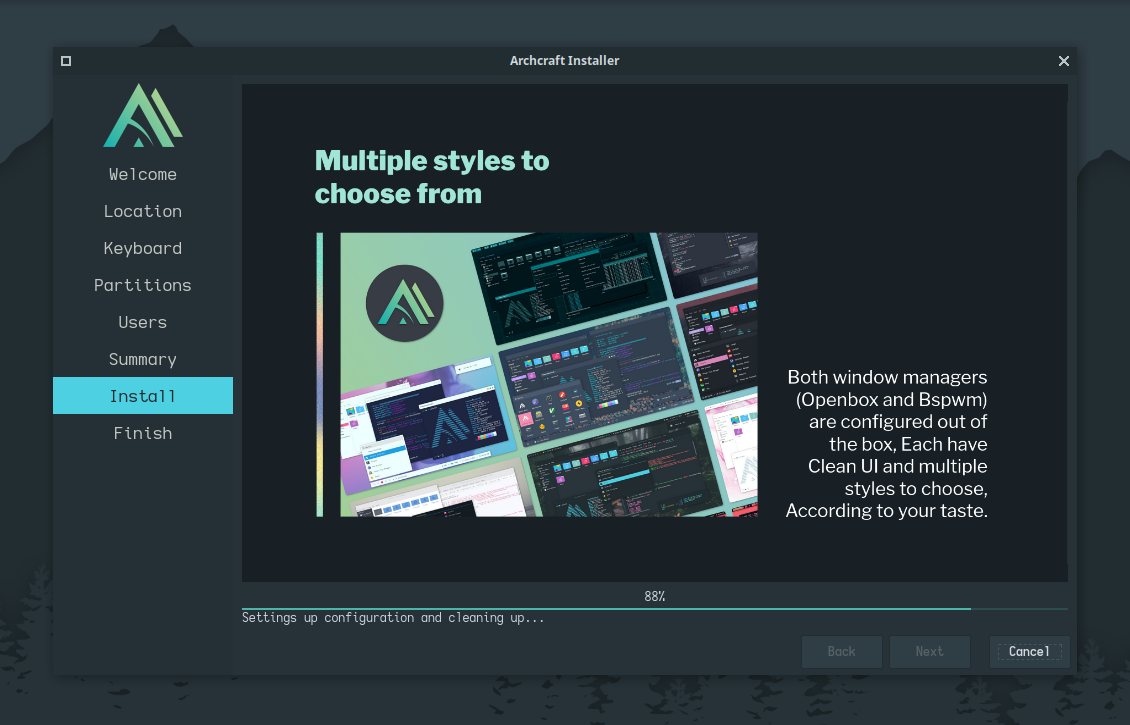 Archcraft Installer
Welcome
Location
Keyboard
Partitions
Users
Summary
Install
Finish
Multiple styles to
choose from
Both window managers
(Openbox and Bspwm)
are configured out of
the box, Each have
Clean UI and multiple
styles to choose,
According to your taste.
88%
Settings up configuration and cleaning up...
Back
Next
Cancel